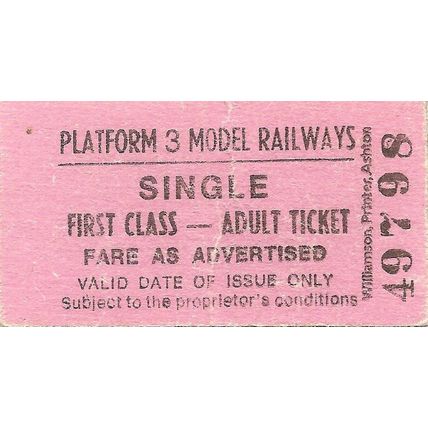 PLATFORM 3 MODEL RAILWAYS
SINGLE
FIRST CLASS — ADULT TICKET
FARE AS ADVERTISED
VALID DATE OF ISSUE ONLY
Subject to the proprietor's conditions
Williamson, Printer, Ashton
49798